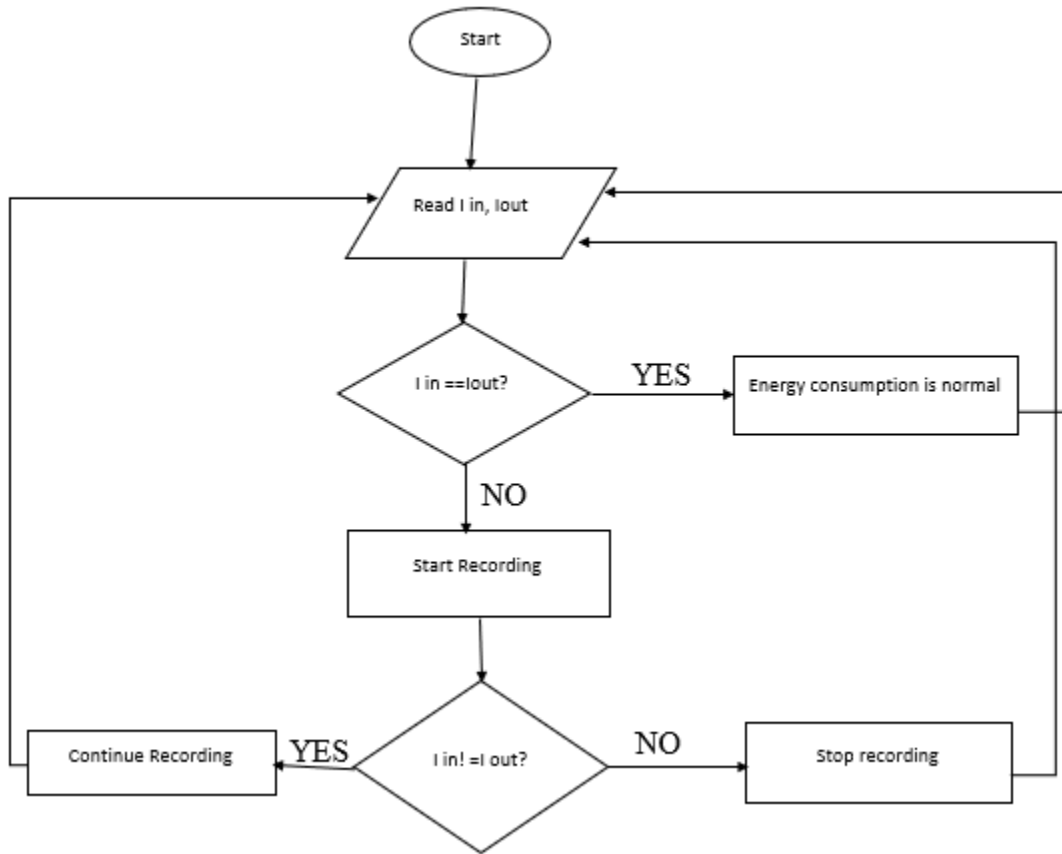 Start
Read I in, Iout
I in ==Iout?
YES
Energy consumption is normal
NO
Start Recording
Continue Recording
YES
I in! =I out?
NO
Stop recording